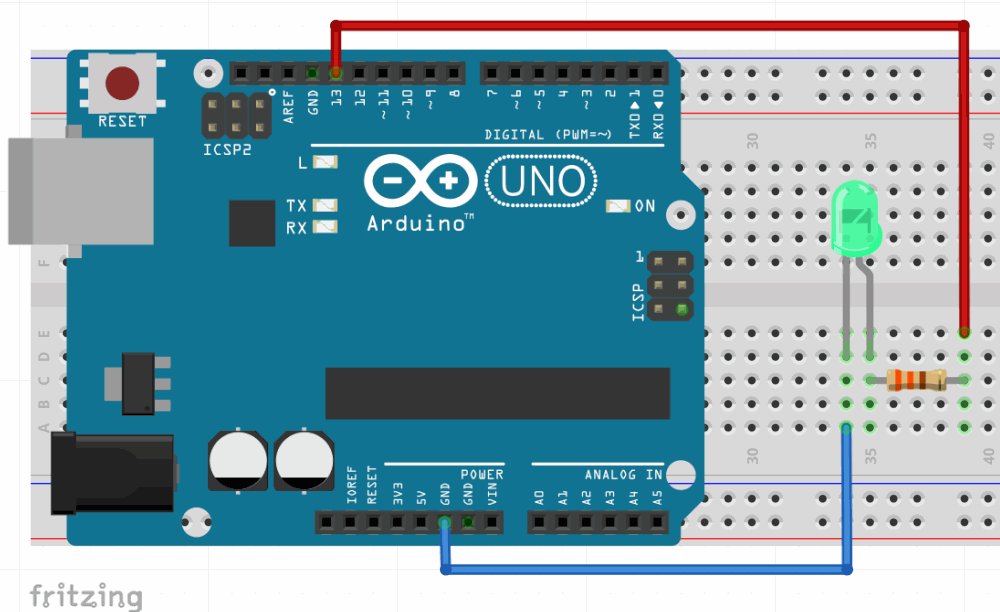 RESET
ICSP2
AREF
GND
13
12
~11
~10
~9
8
7
~6
~5
4
~3
2
TX0▶1
RX0◀0
DIGITAL (PWM=~)
L
TX
RX
UNO
Arduino™
ON
1
ICSP
30
35
40
F
E
D
C
B
A
POWER
ANALOG IN
IOREF
RESET
3V3
5V
GND
GND
VIN
A0
A1
A2
A3
A4
A5
30
35
40
fritzing